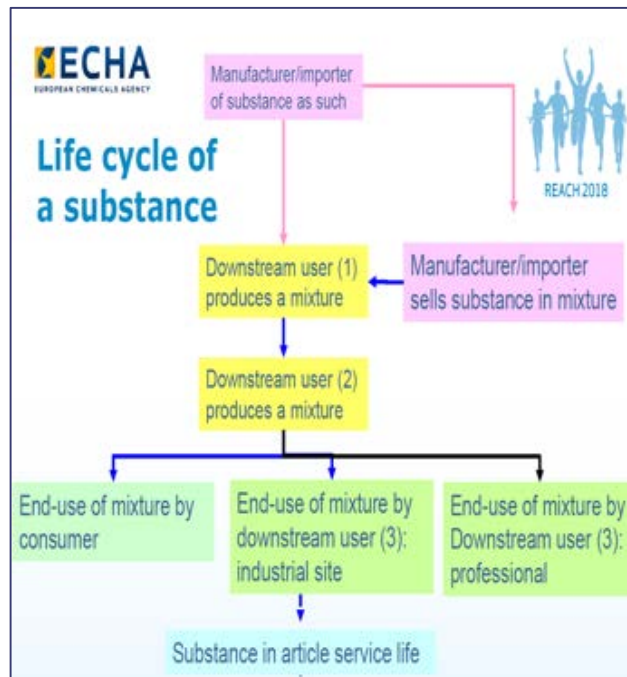 ECHA
EUROPEAN CHEMICALS AGENCY
Life cycle of
a substance
Manufacturer/importer
of substance as such
REACH 2018
Downstream user (1)
produces a mixture
Manufacturer/importer
sells substance in mixture
Downstream user (2)
produces a mixture
End-use of mixture by
consumer
End-use of mixture by
downstream user (3):
industrial site
End-use of mixture by
Downstream user (3):
professional
Substance in article service life